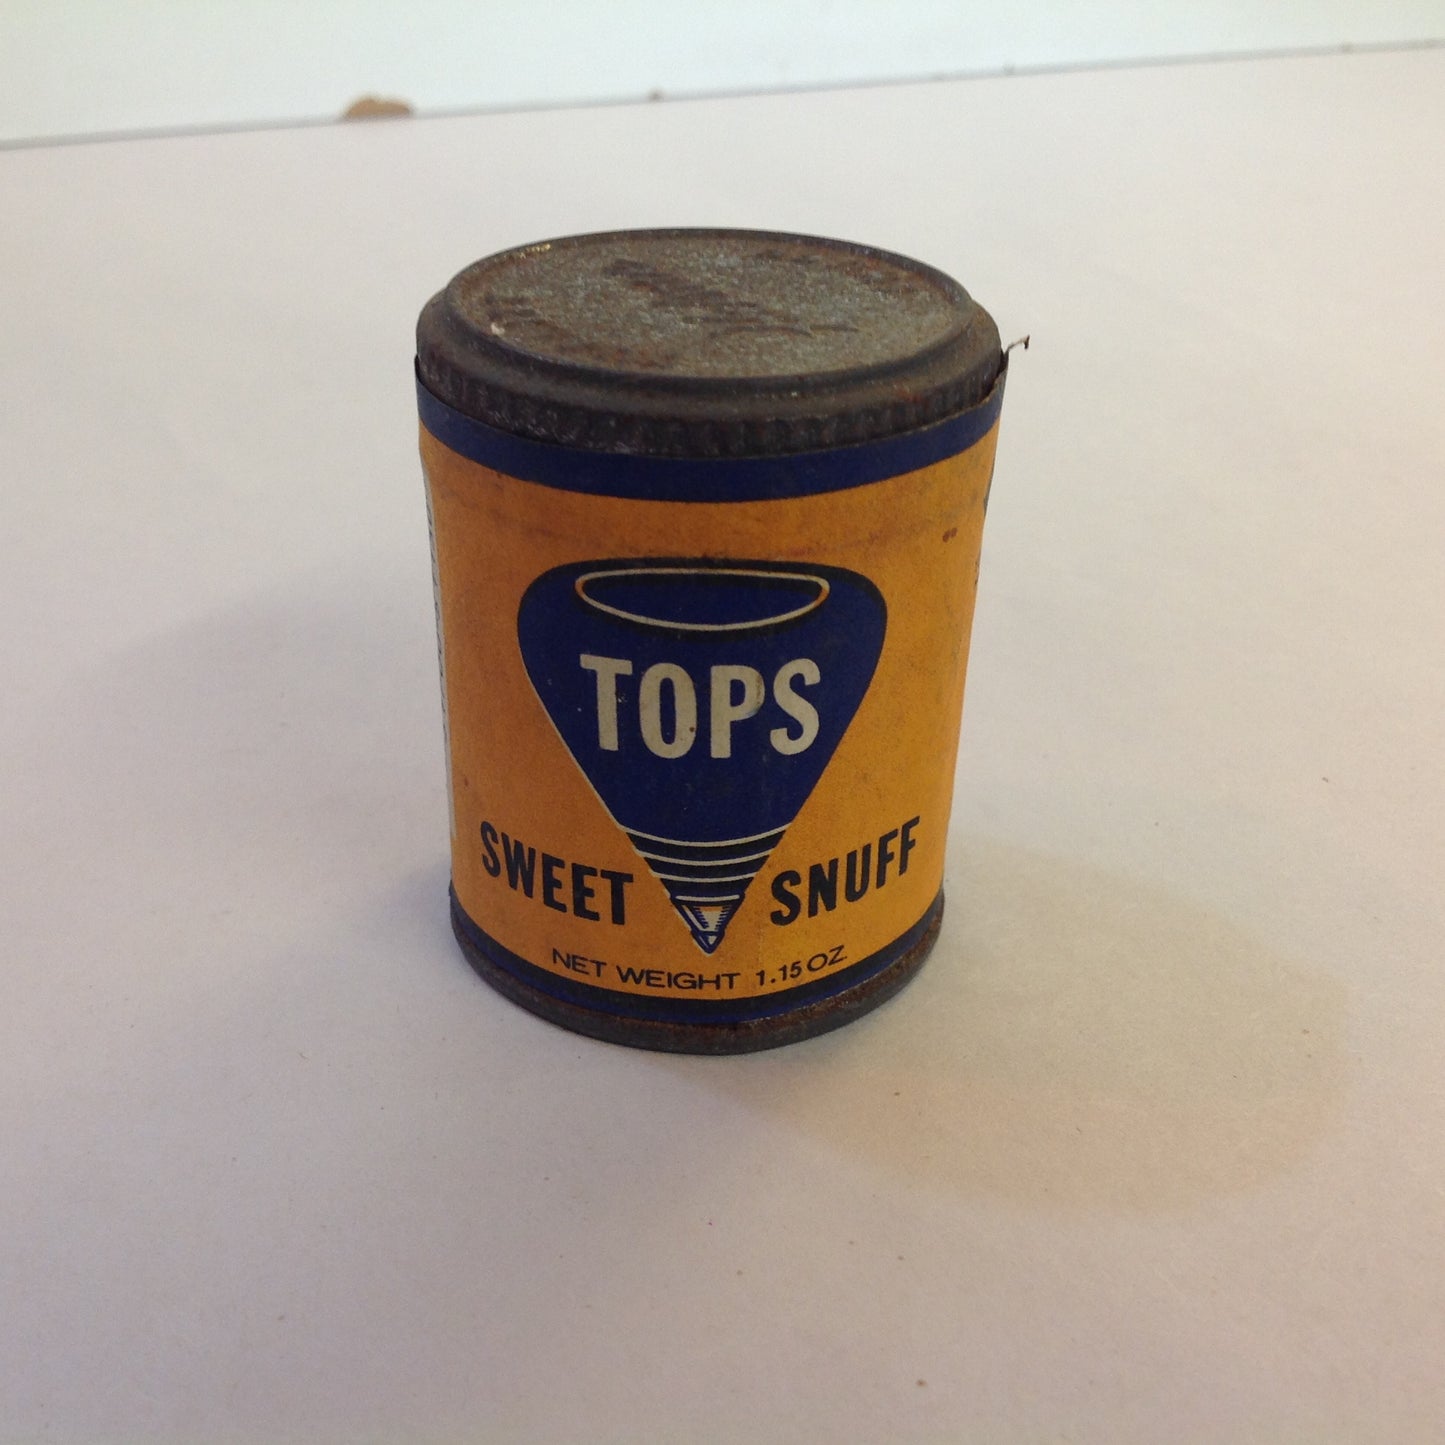 TOPS
SWEET SNUFF
NET WEIGHT 1.15 OZ.